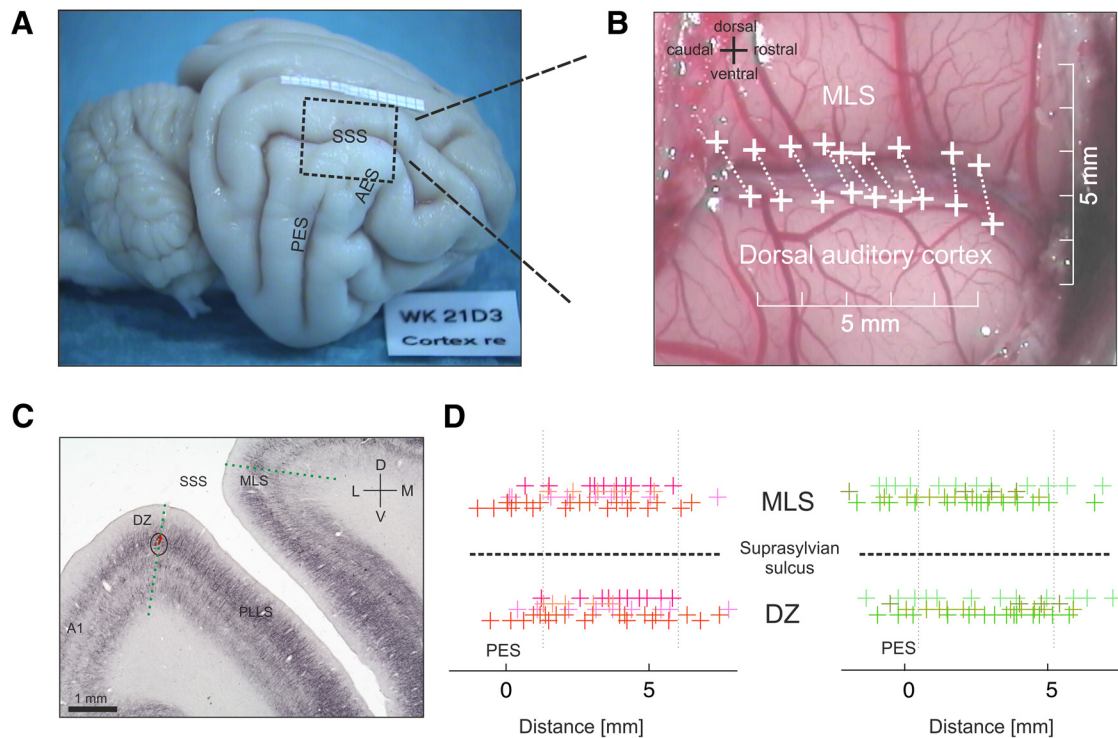 A
SSS
AES
PES
WK 21D3
Cortex re
B
dorsal
caudal rostral
ventral
MLS
5 mm
Dorsal auditory cortex
5 mm
C
SSS
MLS
D
L M
V
DZ
PLLS
A1
1 mm
D
MLS
Suprasylvian
sulcus
DZ
PES
PES
0 5
0 5
Distance [mm]
Distance [mm]